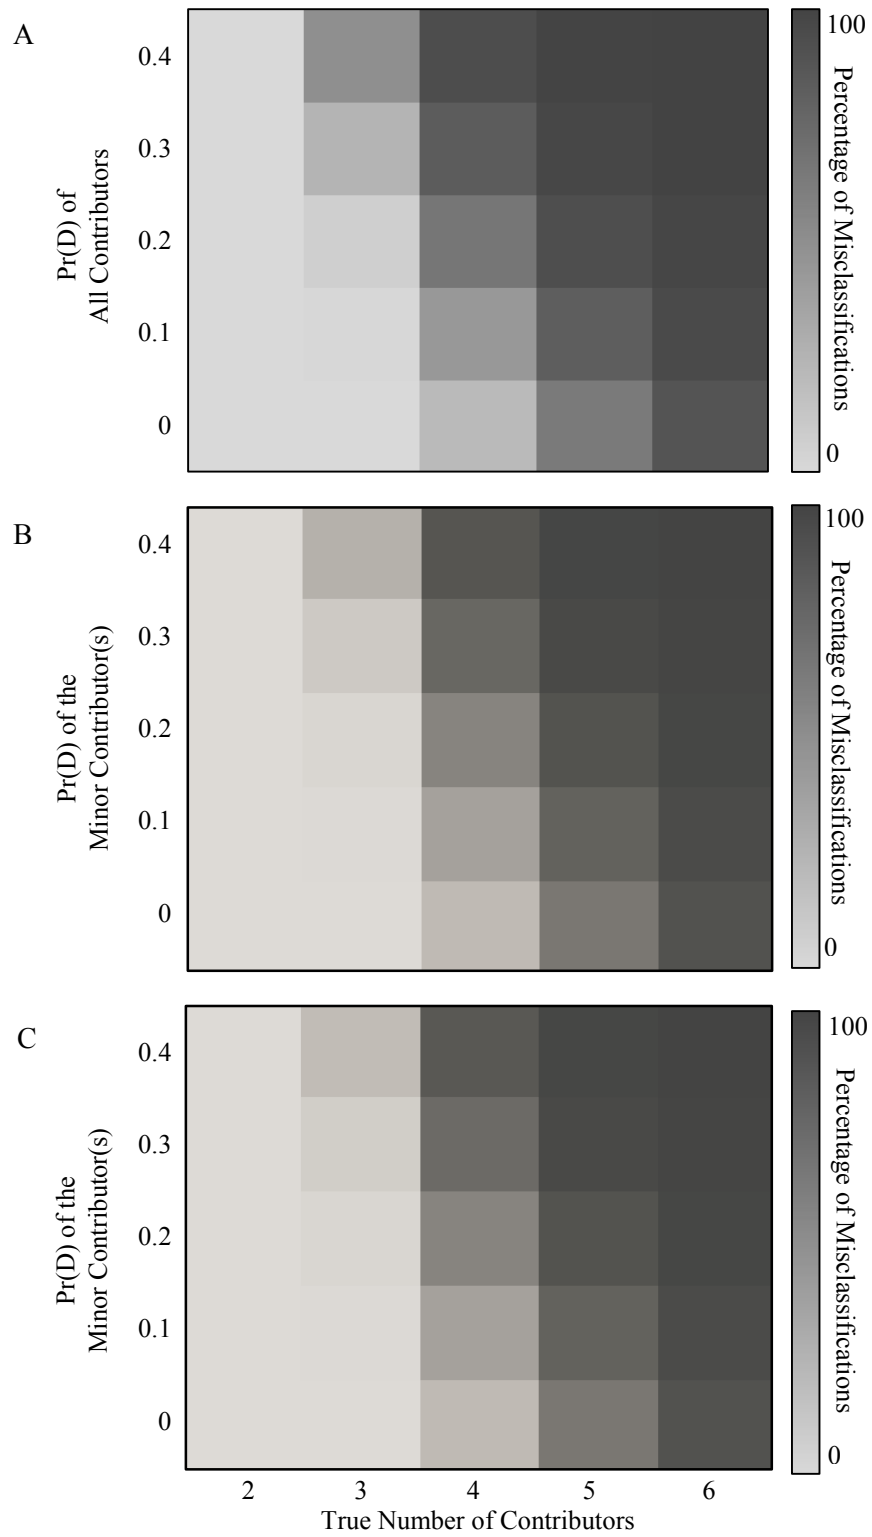 A
0.4
0.3
0.2
0.1
0
Pr(D) of
All Contributors
100
Percentage of Misclassifications
0
B
0.4
0.3
0.2
0.1
0
Pr(D) of the
Minor Contributor(s)
100
Percentage of Misclassifications
0
C
0.4
0.3
0.2
0.1
0
Pr(D) of the
Minor Contributor(s)
100
Percentage of Misclassifications
0
2 3 4 5 6
True Number of Contributors